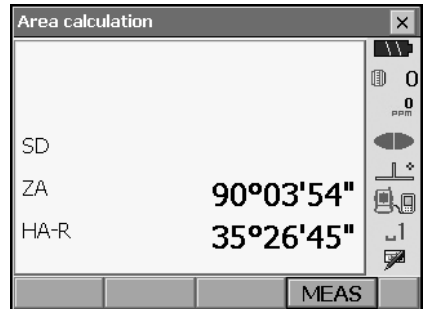 Area calculation
0
0
PPM
SD
ZA 90°03'54"
HA-R 35°26'45"
1
MEAS